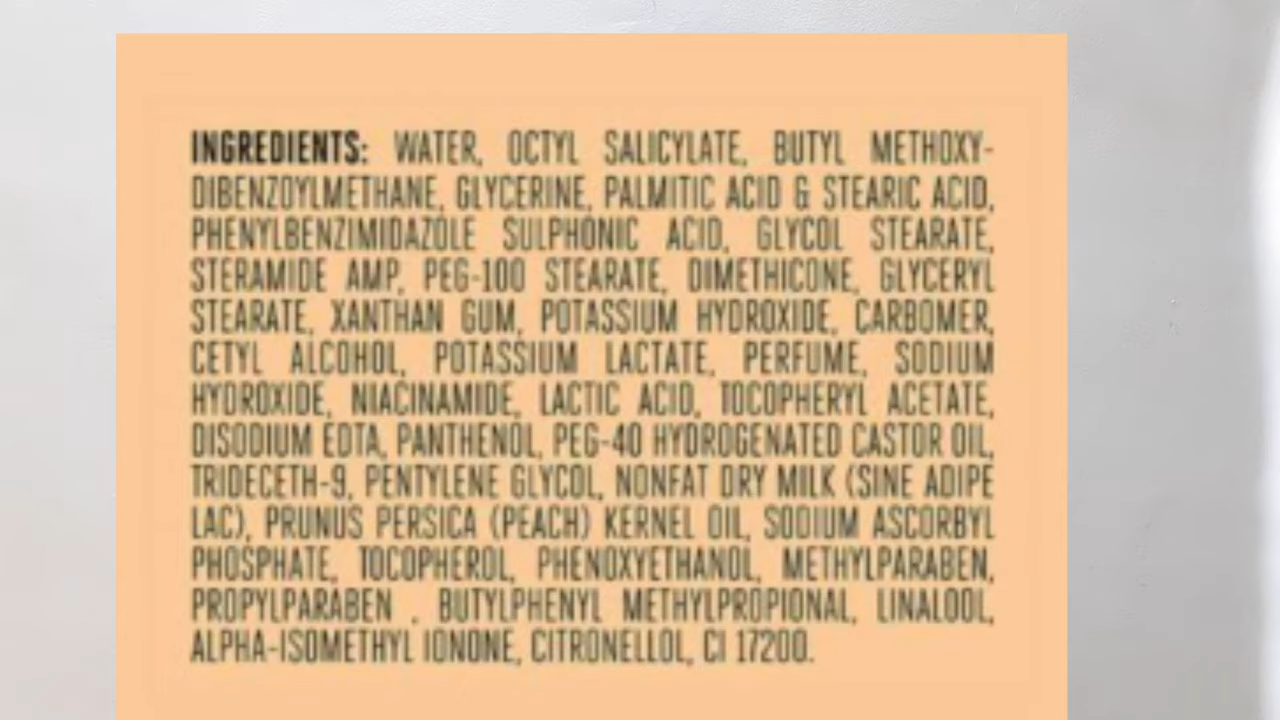 INGREDIENTS: WATER, OCTYL SALICYLATE, BUTYL METHOXY-
DIBENZOYLMETHANE, GLYCERINE, PALMITIC ACID & STEARIC ACID,
PHENYLBENZIMIDAZOLE SULPHONIC ACID, GLYCOL STEARATE,
STERAMIDE AMP, PEG-100 STEARATE, DIMETHICONE, GLYCERYL
STEARATE, XANTHAN GUM, POTASSIUM HYDROXIDE, CARBOMER,
CETYL ALCOHOL, POTASSIUM LACTATE, PERFUME, SODIUM
HYDROXIDE, NIACINAMIDE, LACTIC ACID, TOCOPHERYL ACETATE,
DISODIUM EDTA, PANTHENOL, PEG-40 HYDROGENATED CASTOR OIL,
TRIDECETH-9, PENTYLENE GLYCOL, NONFAT DRY MILK (SINE ADIPE
LAC), PRUNUS PERSICA (PEACH) KERNEL OIL, SODIUM ASCORBYL
PHOSPHATE, TOCOPHEROL, PHENOXYETHANOL, METHYLPARABEN,
PROPYLPARABEN , BUTYLPHENYL METHYLPROPIONAL, LINALOOL,
ALPHA-ISOMETHYL IONONE, CITRONELLOL, CI 17200.